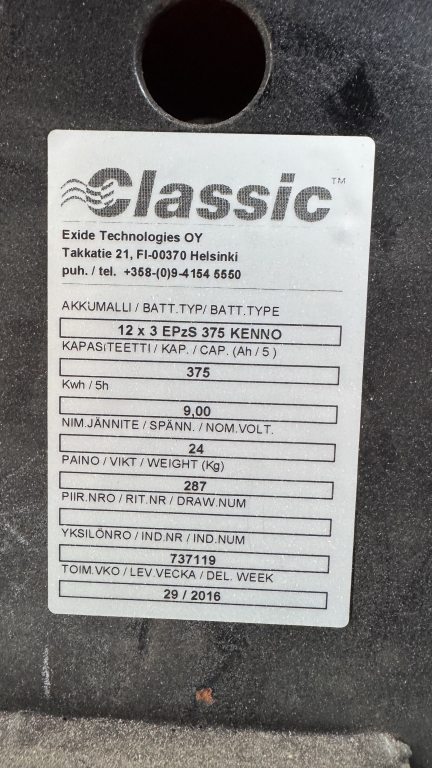 Classic™
Exide Technologies OY
Takkatie 21, FI-00370 Helsinki
puh. / tel. +358-(0)9-4154 5550
AKKUMALLI / BATT.TYP/ BATT.TYPE
12 x 3 EPzS 375 KENNO
KAPASITEETTI / KAP. / CAP. (Ah / 5 )
375
Kwh / 5h
9,00
NIM.JÄNNITE / SPÄNN. / NOM.VOLT.
24
PAINO / VIKT / WEIGHT (Kg)
287
PIIR.NRO / RIT.NR / DRAW.NUM
YKSILÖNRO / IND.NR / IND.NUM
737119
TOIM.VKO / LEV.VECKA / DEL. WEEK
29 / 2016